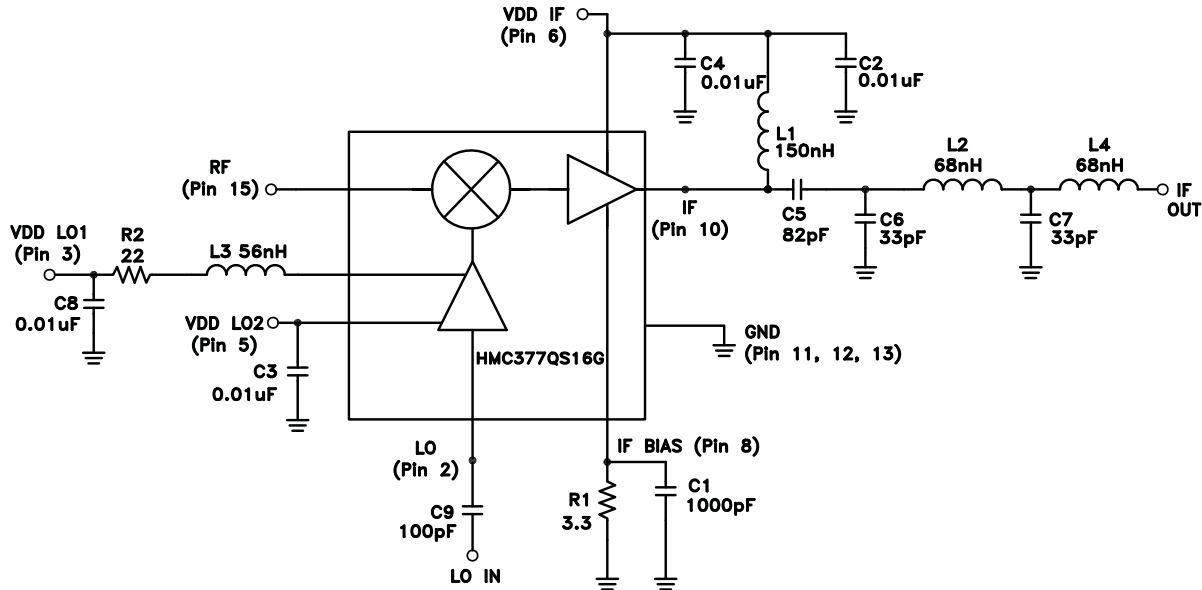 VDD IF
(Pin 6)
C4
0.01uF
C2
0.01uF
L1
150nH
L2
68nH
L4
68nH
RF
(Pin 15)
IF
(Pin 10)
C5
82pF
C6
33pF
C7
33pF
IF
OUT
VDD LO1
(Pin 3)
R2
22
L3 56nH
C8
0.01uF
VDD LO2
(Pin 5)
C3
0.01uF
HMC377QS16G
GND
(Pin 11, 12, 13)
LO
(Pin 2)
IF BIAS (Pin 8)
C9
100pF
R1
3.3
C1
1000pF
LO IN